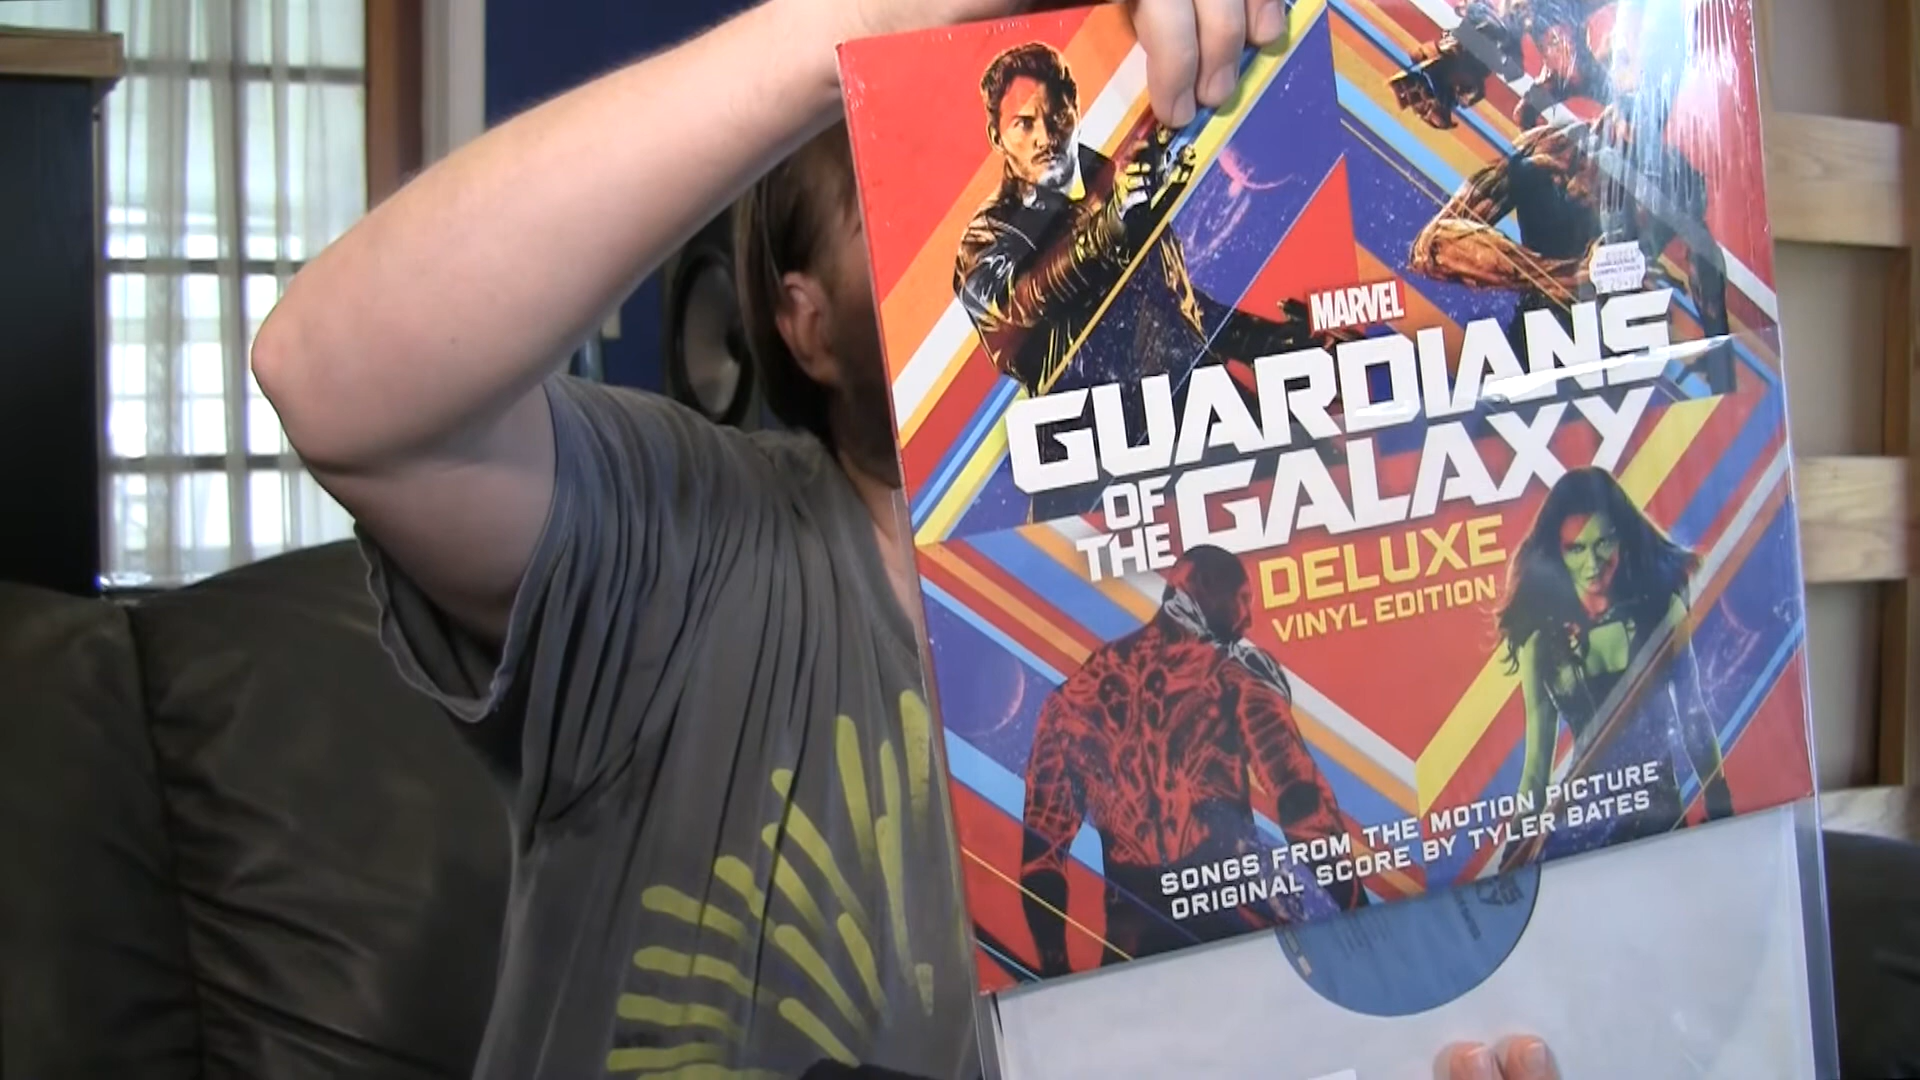 MARVEL
GUARDIANS
OF
THE GALAXY
DELUXE
VINYL EDITION
SONGS FROM THE MOTION PICTURE
ORIGINAL SCORE BY TYLER BATES